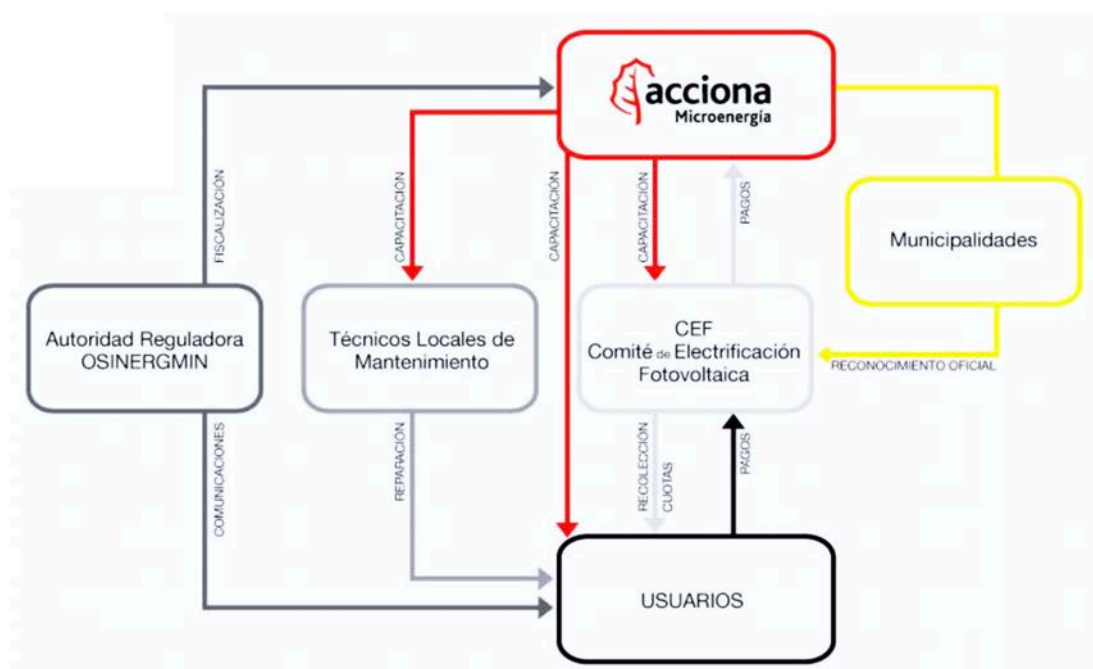 acciona
Microenergía
FISCALIZACIÓN
CAPACITACIÓN
CAPACITACIÓN
CAPACITACIÓN
PAGOS
Municipalidades
Autoridad Reguladora
OSINERGMIN
Técnicos Locales de
Mantenimiento
CEF
Comité de Electrificación
Fotovoltaica
RECONOCIMIENTO OFICIAL
COMUNICACIONES
REPARACIÓN
RECOLECCIÓN
CUOTAS
PAGOS
USUARIOS